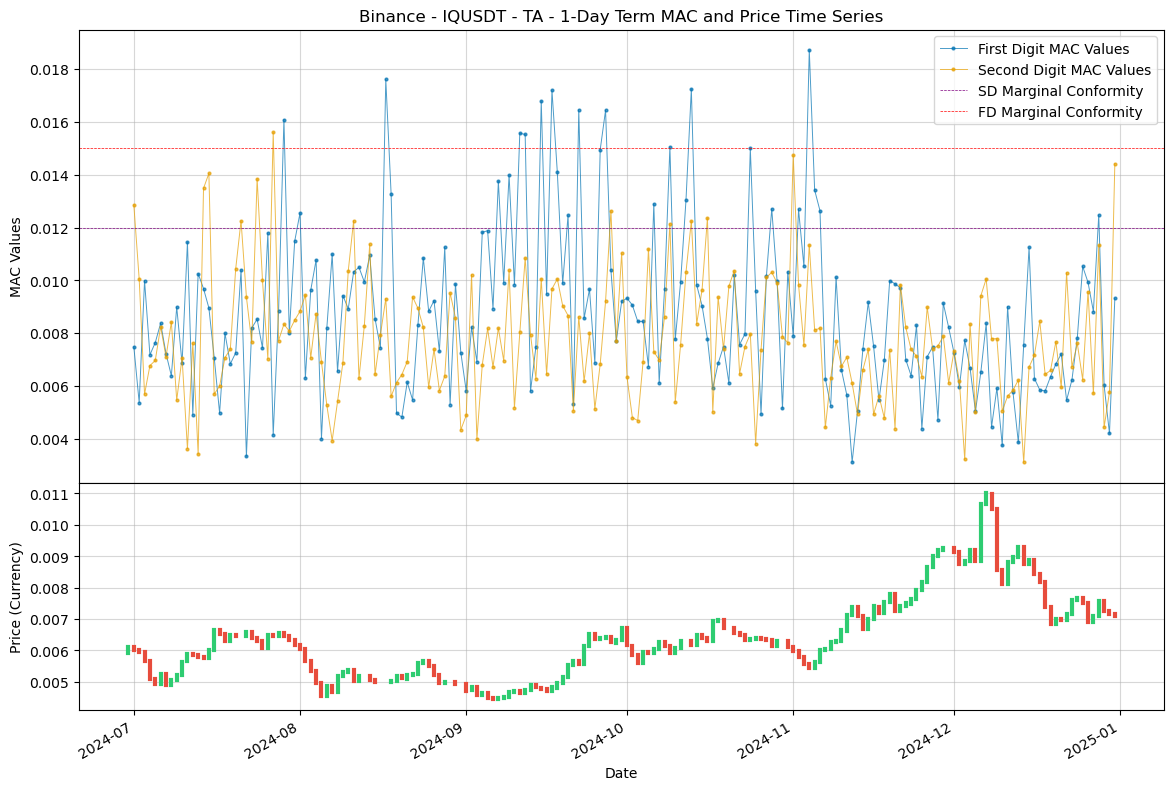 Binance - IQUSDT - TA - 1-Day Term MAC and Price Time Series
First Digit MAC Values
Second Digit MAC Values
SD Marginal Conformity
FD Marginal Conformity
MAC Values
0.018
0.016
0.014
0.012
0.010
0.008
0.006
0.004
Price (Currency)
0.011
0.010
0.009
0.008
0.007
0.006
0.005
2024-07
2024-08
2024-09
2024-10
2024-11
2024-12
2025-01
Date